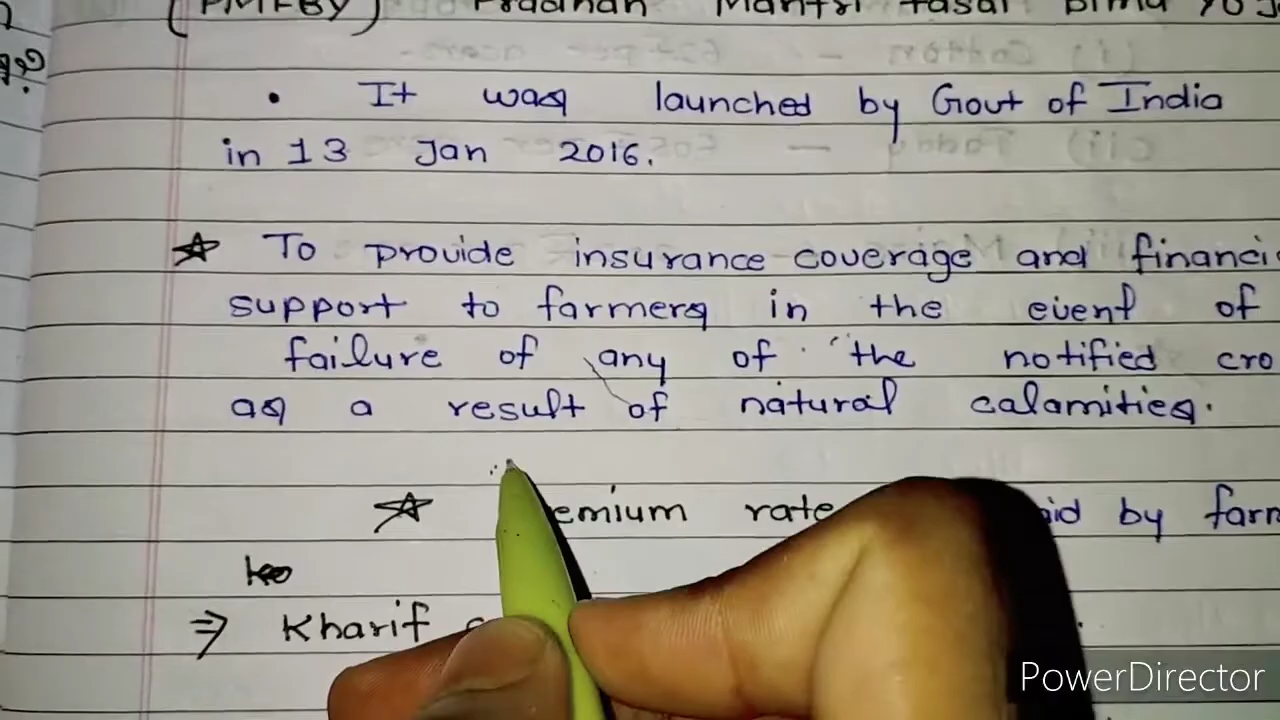 (PMFBY) Pradhan Mantri Fasal Bima
• It was launched by Govt of India
in 13 Jan 2016.
☆ To provide insurance coverage and financi
support to farmers in the event of
failure of any of the notified cro
as a result of natural calamities.
☆ emium rate aid by farm
⇒ Kharif
PowerDirector